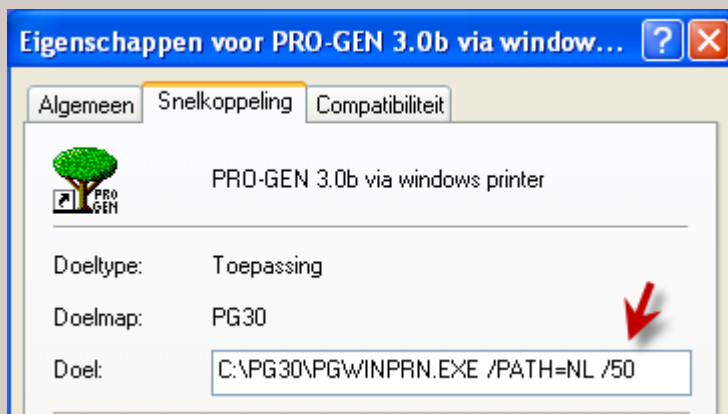 Eigenschappen voor PRO-GEN 3.0b via window... ?
Algemeen Snelkoppeling Compatibiliteit
PRO GEN
PRO-GEN 3.0b via windows printer
Doeltype: Toepassing
Doelmap: PG30
Doel: C:\PG30\PGWINPRN.EXE /PATH=NL /50